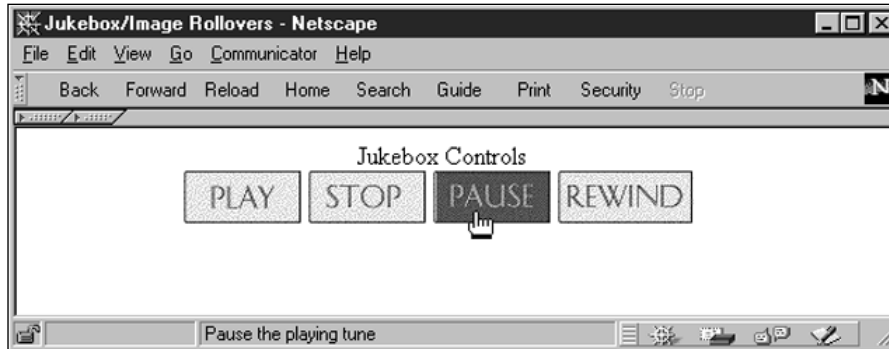 Jukebox/Image Rollovers - Netscape
File Edit View Go Communicator Help
Back Forward Reload Home Search Guide Print Security Stop N
Jukebox Controls
PLAY STOP PAUSE REWIND
Pause the playing tune